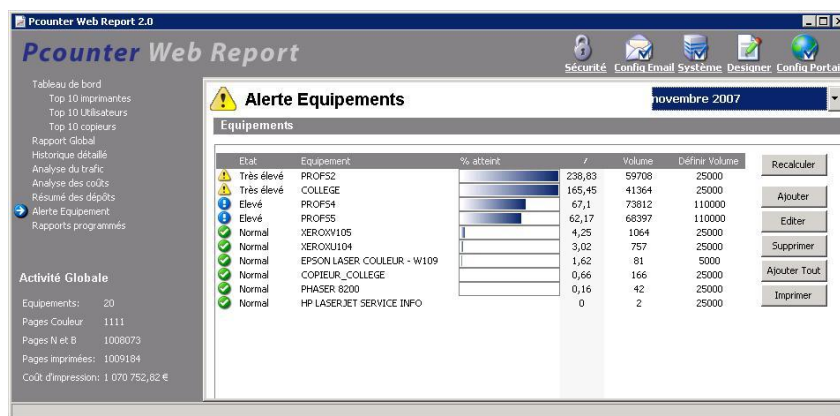 Pcounter Web Report 2.0
Pcounter Web Report
Sécurité Config Email Système Designer Config Portail
Tableau de bord
Top 10 imprimantes
Top 10 Utilisateurs
Top 10 copieurs
Rapport Global
Historique détaillé
Analyse du trafic
Analyse des coûts
Résumé des dépôts
Alerte Equipement
Rapports programmés
Activité Globale
Equipements: 20
Pages Couleur 1111
Pages N et B 1008073
Pages imprimées: 1009184
Coût d'impression: 1 070 752,82 €
Alerte Equipements
novembre 2007
Equipements
Etat Equipement % atteint / Volume Définir Volume
Très élevé PROFS2 238,83 59708 25000
Très élevé COLLEGE 165,45 41364 25000
Elevé PROFS4 67,1 73812 110000
Elevé PROFS5 62,17 68397 110000
Normal XEROXV105 4,25 1064 25000
Normal XEROXU104 3,02 757 25000
Normal EPSON LASER COULEUR - W109 1,62 81 5000
Normal COPIEUR_COLLEGE 0,66 166 25000
Normal PHASER 8200 0,16 42 25000
Normal HP LASERJET SERVICE INFO 0 2 25000
Recalculer
Ajouter
Editer
Supprimer
Ajouter Tout
Imprimer